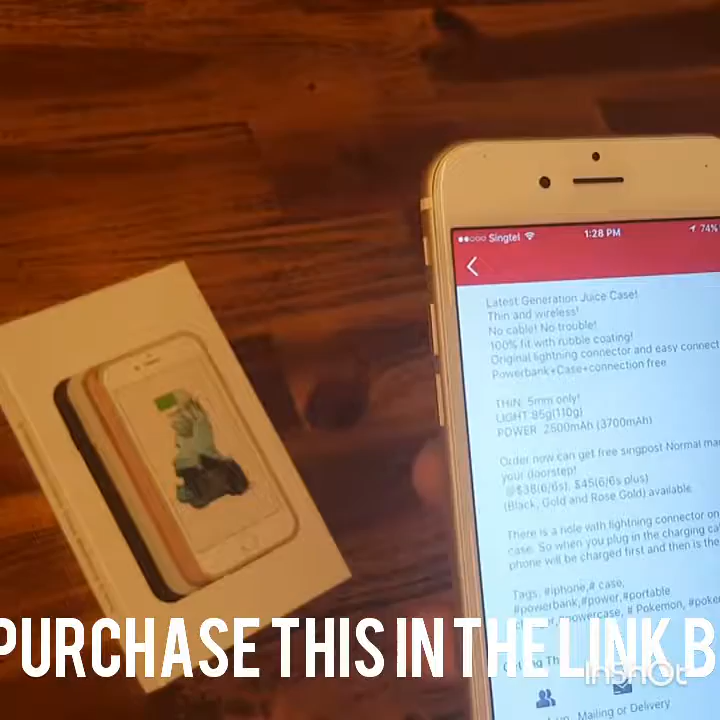 Singtel 1:28 PM 74%
Latest Generation Juice Case!
Thin and wireless!
No cable! No trouble!
100% fit with rubble coating!
Original lightning connector and easy connect
Powerbank+Case+connection free
THIN: 5mm only!
LIGHT:85g(110g)
POWER: 2500mAh (3700mAh)
Order now can get free singpost Normal ma
your doorstep!
@$38(6/6s), $45(6/6s plus)
(Black, Gold and Rose Gold) available
There is a hole with lightning connector on
case. So when you plug in the charging ca
phone will be charged first and then is the
Tags, #iphone,# case,
#powerbank,#power,#portable
#powercase, # Pokemon, #poke
PURCHASE THIS IN THE LINK B
InShOt
Mailing or Delivery